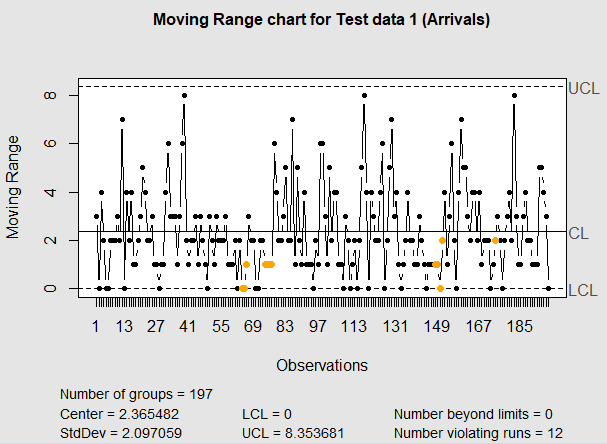 Moving Range chart for Test data 1 (Arrivals)
Moving Range
8
6
4
2
0
UCL
CL
LCL
1 13 27 41 55 69 83 97 113 131 149 167 185
Observations
Number of groups = 197
Center = 2.365482 LCL = 0 Number beyond limits = 0
StdDev = 2.097059 UCL = 8.353681 Number violating runs = 12